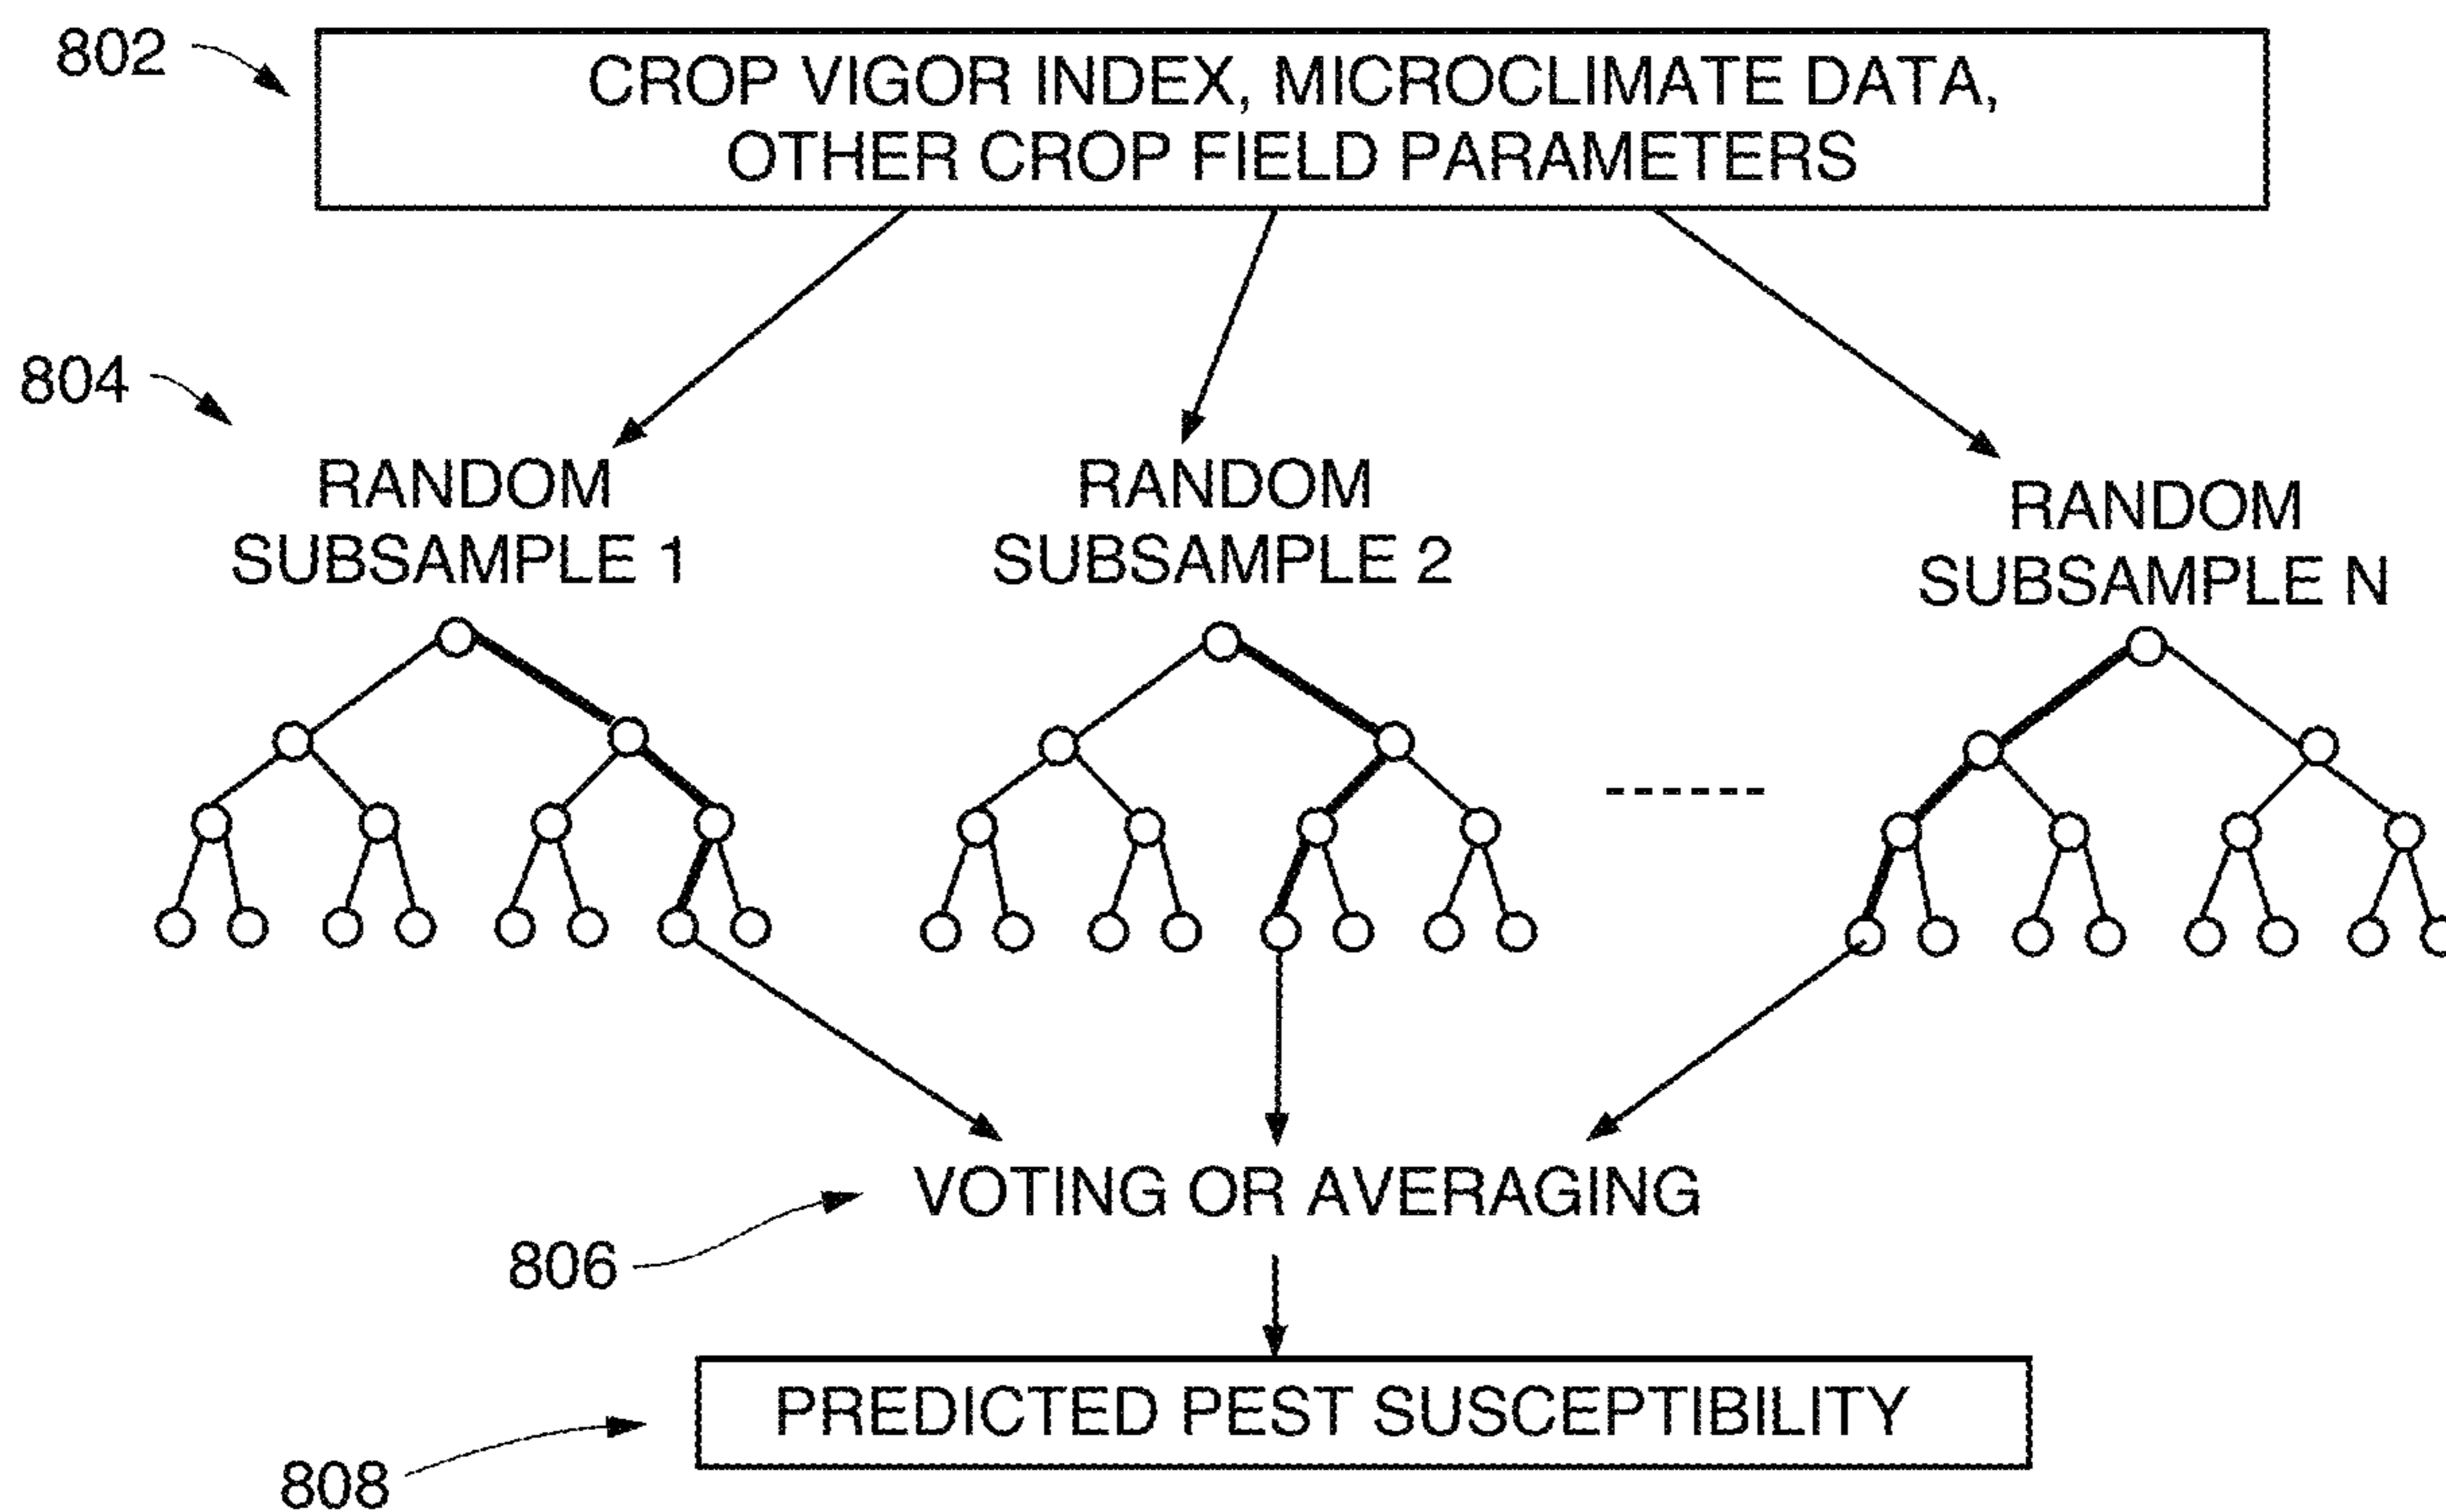 802
CROP VIGOR INDEX, MICROCLIMATE DATA,
OTHER CROP FIELD PARAMETERS
804
RANDOM
SUBSAMPLE 1
RANDOM
SUBSAMPLE 2
RANDOM
SUBSAMPLE N
VOTING OR AVERAGING
806
PREDICTED PEST SUSCEPTIBILITY
808